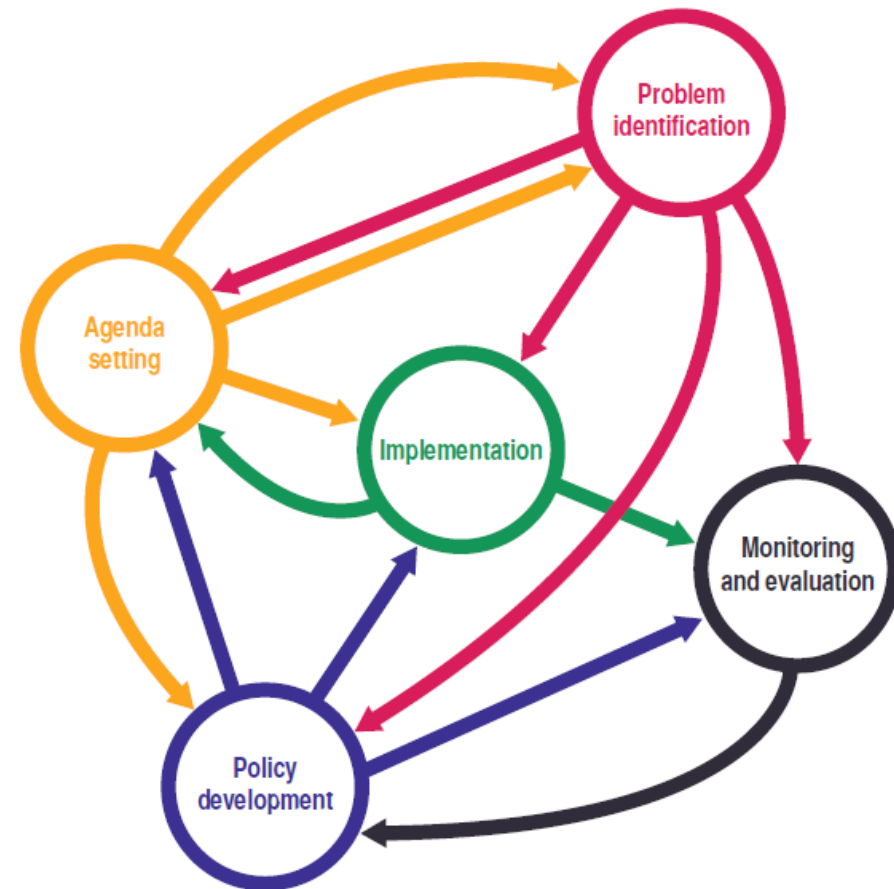 Problem
identification
Agenda
setting
Implementation
Monitoring
and evaluation
Policy
development